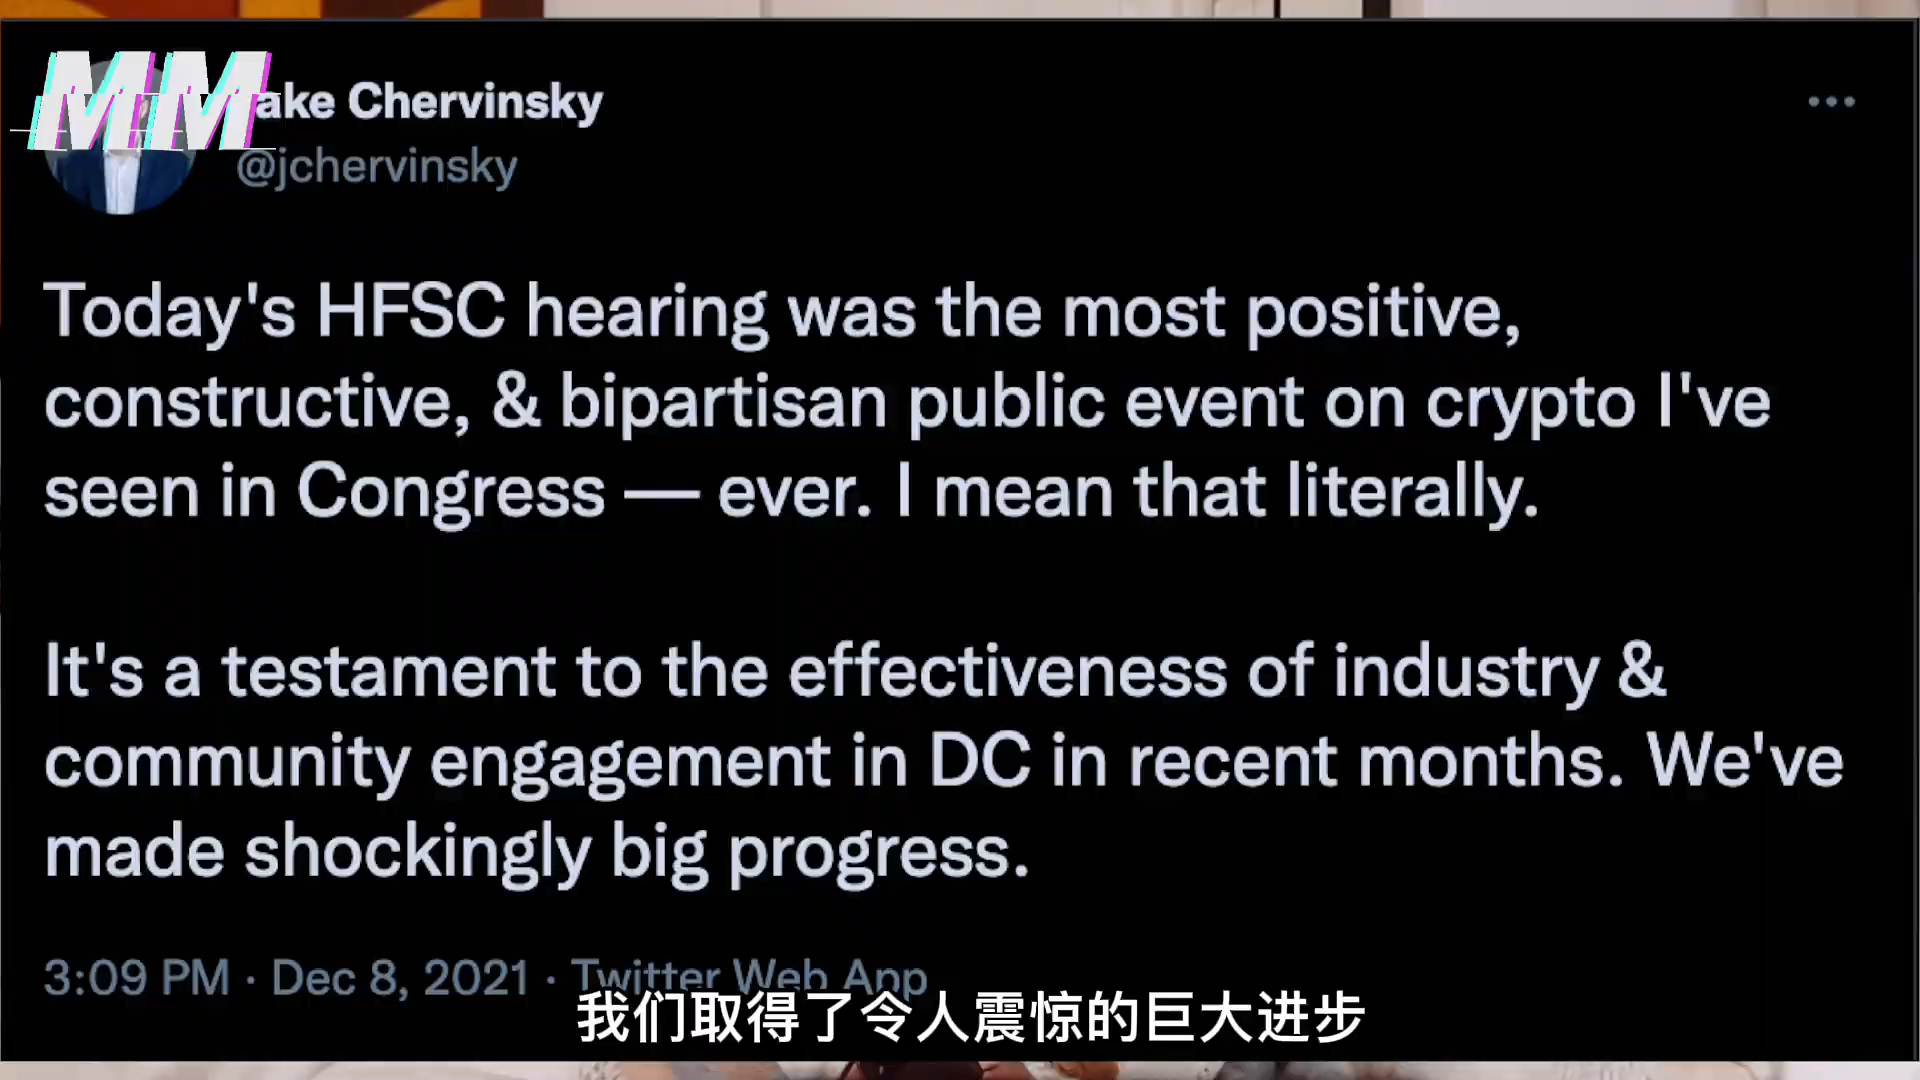 MM
ake Chervinsky
@jchervinsky
Today's HFSC hearing was the most positive,
constructive, & bipartisan public event on crypto I've
seen in Congress — ever. I mean that literally.
It's a testament to the effectiveness of industry &
community engagement in DC in recent months. We've
made shockingly big progress.
3:09 PM · Dec 8, 2021 · Twitter Web App
我们取得了令人震惊的巨大进步